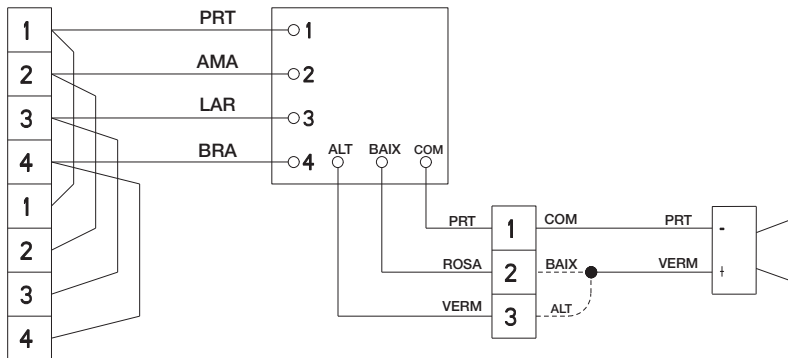 1 PRT 1
2 AMA 2
3 LAR 3
4 BRA 4 ALT BAIX COM
1
2
3
4
PRT 1 COM PRT -
ROSA 2 BAIX VERM +
VERM 3 ALT